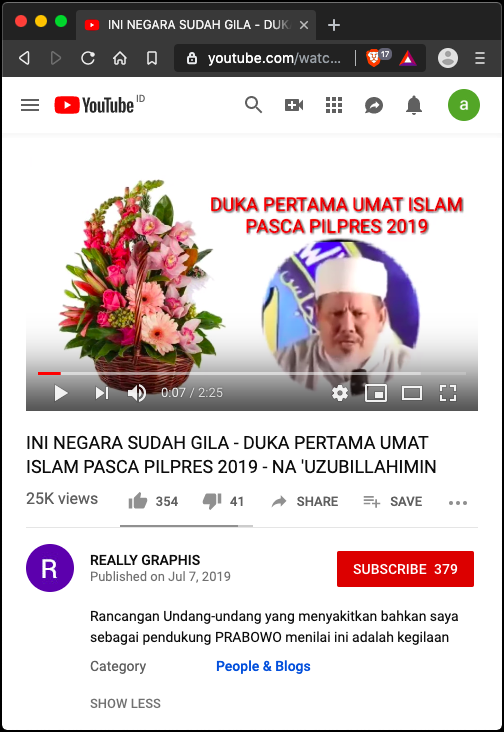 INI NEGARA SUDAH GILA - DUK
youtube.com/watc...
17
YouTube ID
a
DUKA PERTAMA UMAT ISLAM
PASCA PILPRES 2019
0:07 / 2:25
INI NEGARA SUDAH GILA - DUKA PERTAMA UMAT
ISLAM PASCA PILPRES 2019 - NA 'UZUBILLAHIMIN
25K views 354 41 SHARE SAVE
R
REALLY GRAPHIS
Published on Jul 7, 2019
SUBSCRIBE 379
Rancangan Undang-undang yang menyakitkan bahkan saya
sebagai pendukung PRABOWO menilai ini adalah kegilaan
Category People & Blogs
SHOW LESS